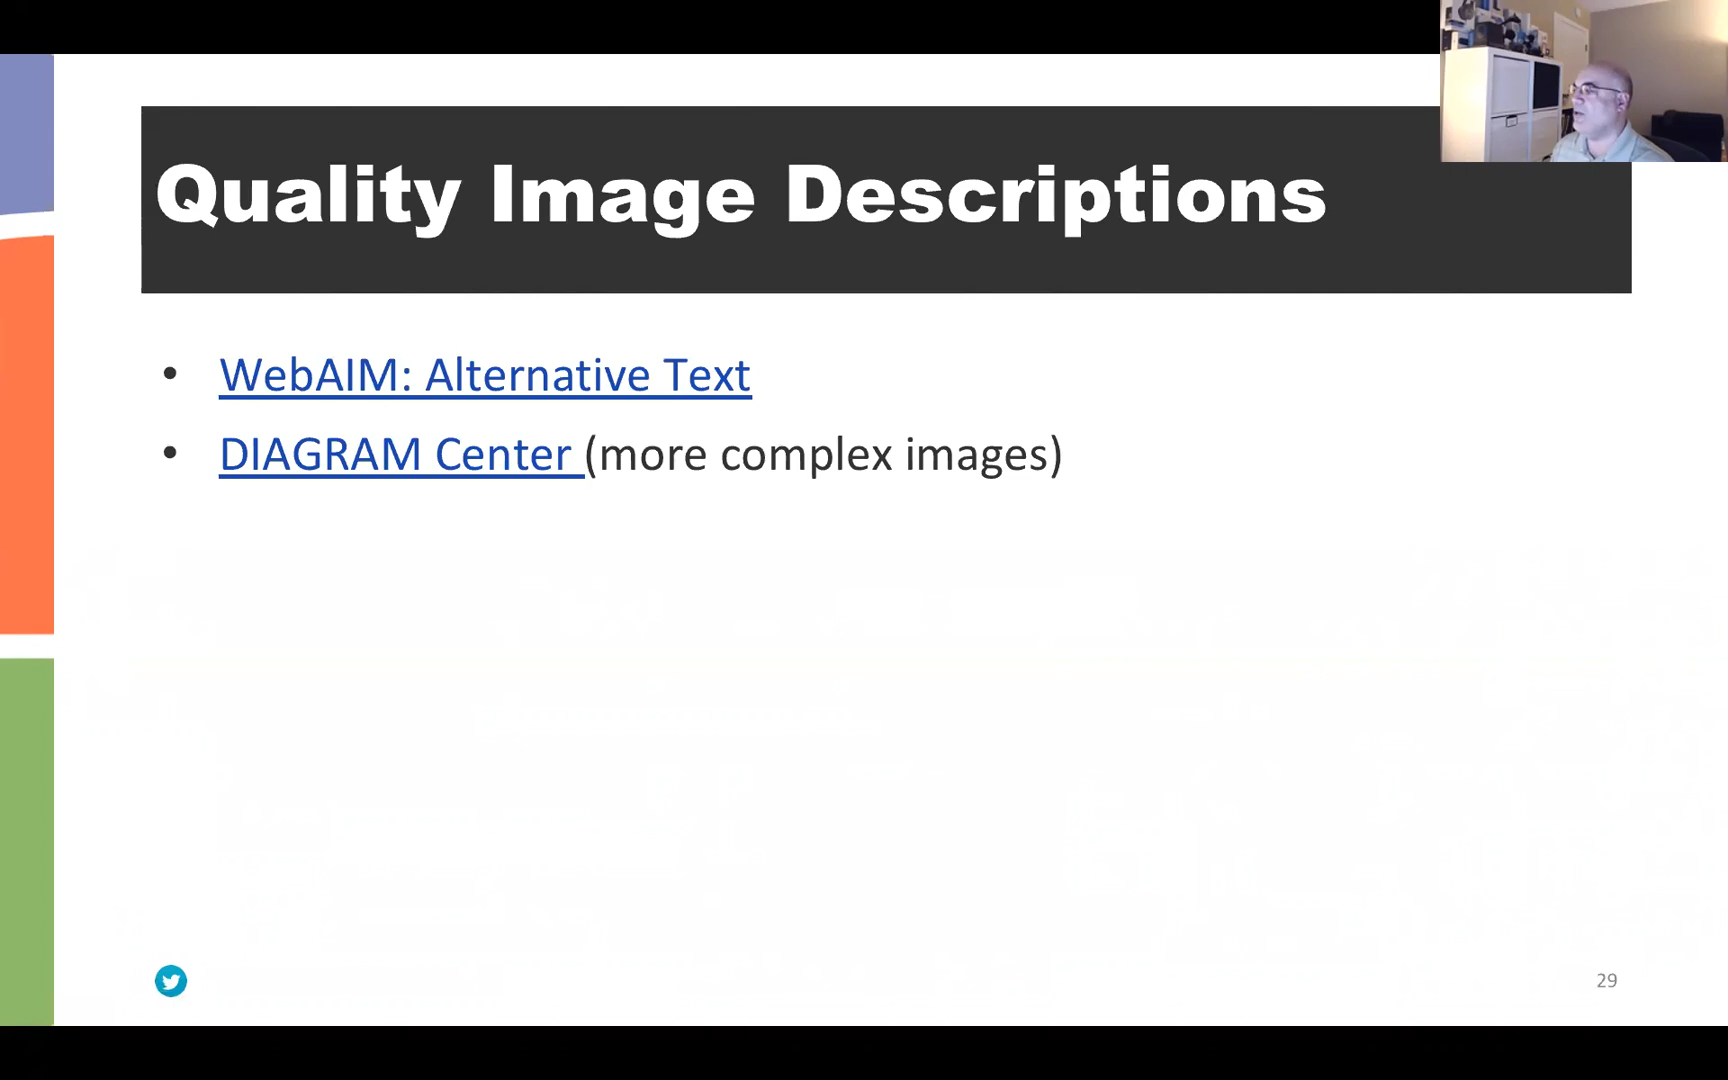 Quality Image Descriptions
• WebAIM: Alternative Text
• DIAGRAM Center (more complex images)
29